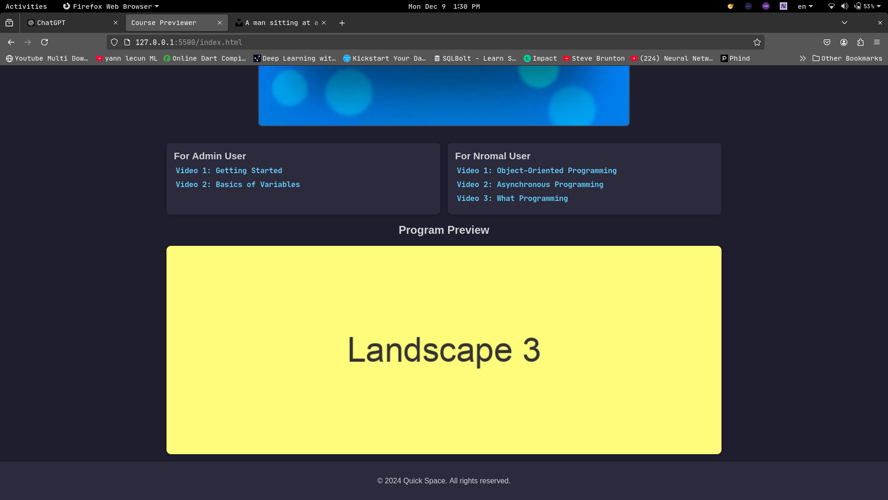 Activities Firefox Web Browser Mon Dec 9 1:30 PM en 53%
ChatGPT Course Previewer A man sitting at a
127.0.0.1:5500/index.html
Youtube Multi Dow… yann lecun ML Online Dart Compi… Deep Learning wit… Kickstart Your Da… SQLBolt - Learn S… Impact Steve Brunton (224) Neural Netw… Phind Other Bookmarks
For Admin User
Video 1: Getting Started
Video 2: Basics of Variables
For Nromal User
Video 1: Object-Oriented Programming
Video 2: Asynchronous Programming
Video 3: What Programming
Program Preview
Landscape 3
© 2024 Quick Space. All rights reserved.